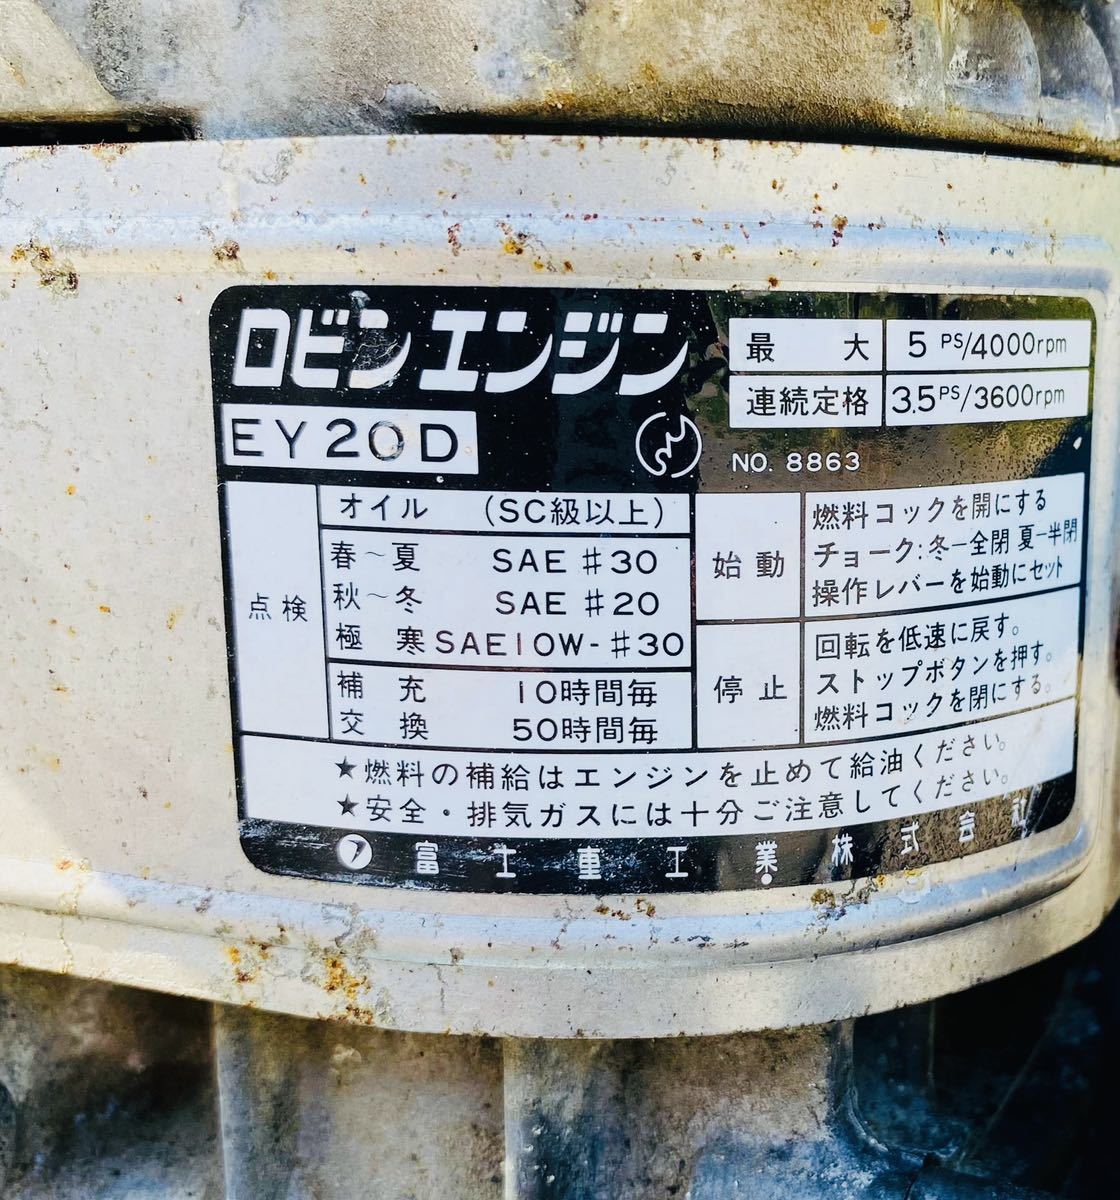 ロビンエンジン
EY20D
最大 5 PS/4000rpm
連続定格 3.5PS/3600rpm
NO. 8863
点検
オイル (SC級以上)
春~夏 SAE #30
秋~冬 SAE #20
極寒 SAE10W-#30
補充 10時間毎
交換 50時間毎
始動
燃料コックを開にする
チョーク:冬-全閉 夏-半閉
操作レバーを始動にセット
停止
回転を低速に戻す。
ストップボタンを押す。
燃料コックを閉にする。
★燃料の補給はエンジンを止めて給油ください。
★安全・排気ガスには十分ご注意してください。
富士重工業株式会社